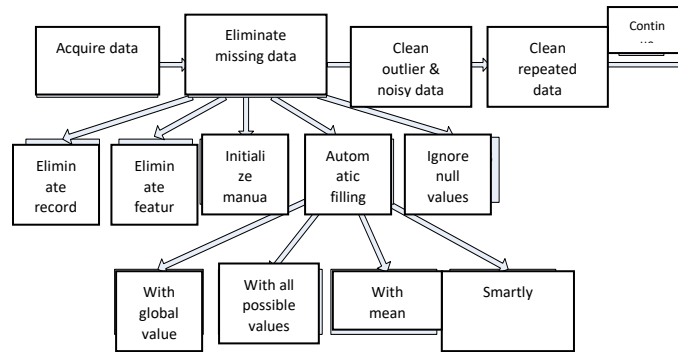 Acquire data
Eliminate
missing data
Clean
outlier &
noisy data
Clean
repeated
data
Contin
Elimin
ate
record
Elimin
ate
featur
Initiali
ze
manua
Autom
atic
filling
Ignore
null
values
With
global
value
With all
possible
values
With
mean
Smartly